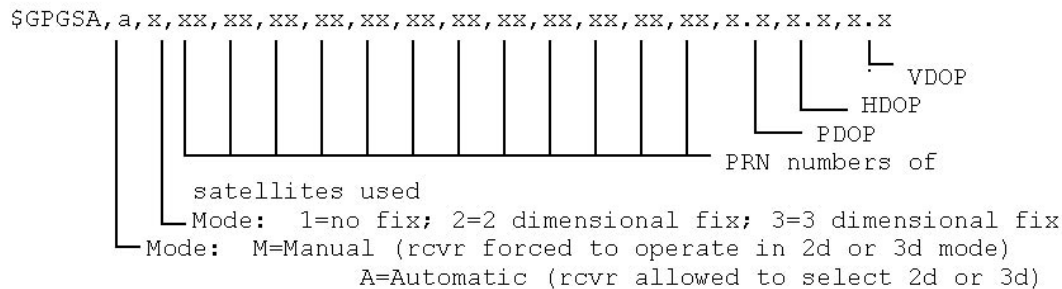 $GPGSA,a,x,xx,xx,xx,xx,xx,xx,xx,xx,xx,xx,xx,xx,x.x,x.x,x.x
VDOP
HDOP
PDOP
PRN numbers of
satellites used
Mode: 1=no fix; 2=2 dimensional fix; 3=3 dimensional fix
Mode: M=Manual (rcvr forced to operate in 2d or 3d mode)
A=Automatic (rcvr allowed to select 2d or 3d)